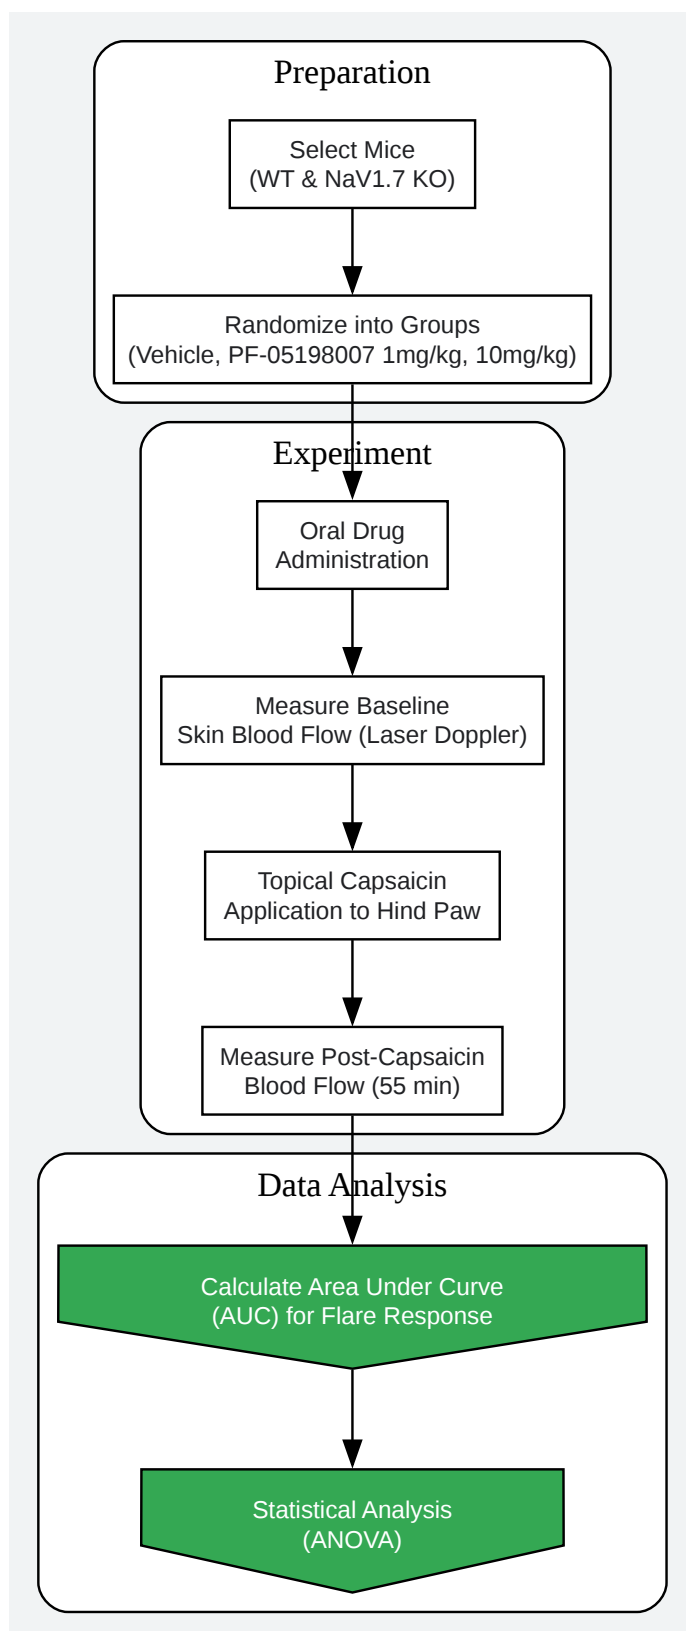 Preparation
Select Mice
(WT & NaV1.7 KO)
Randomize into Groups
(Vehicle, PF-05198007 1mg/kg, 10mg/kg)
Experiment
Oral Drug
Administration
Measure Baseline
Skin Blood Flow (Laser Doppler)
Topical Capsaicin
Application to Hind Paw
Measure Post-Capsaicin
Blood Flow (55 min)
Data Analysis
Calculate Area Under Curve
(AUC) for Flare Response
Statistical Analysis
(ANOVA)